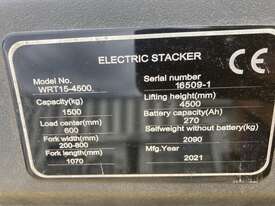 ELECTRIC STACKER
CE
Model No.
WRT15-4500
Serial number
16509-1
Capacity(kg)
1500
Lifting height(mm)
4500
Load center(mm)
600
Battery capacity(Ah)
270
Fork width(mm)
200-800
Selfweight without battery(kg)
2090
Fork length(mm)
1070
Mfg.Year
2021